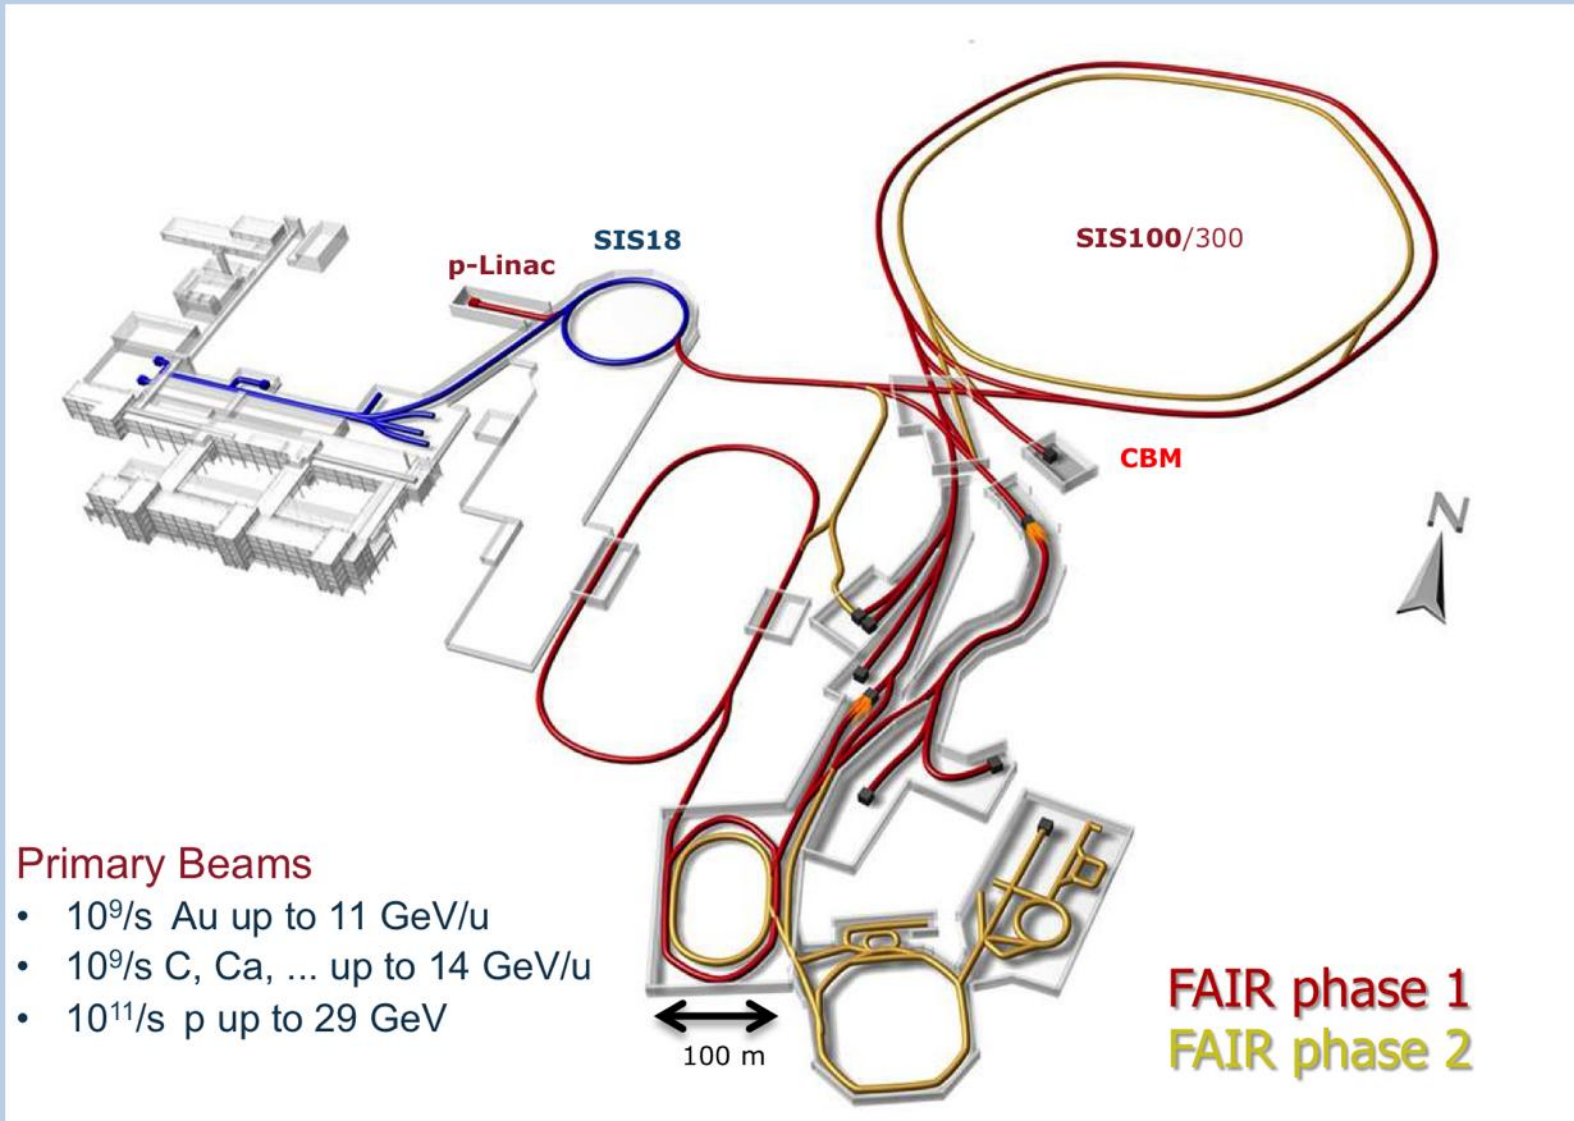 SIS18
p-Linac
SIS100/300
CBM
N
Primary Beams
• 10⁹/s Au up to 11 GeV/u
• 10⁹/s C, Ca, ... up to 14 GeV/u
• 10¹¹/s p up to 29 GeV
100 m
FAIR phase 1
FAIR phase 2